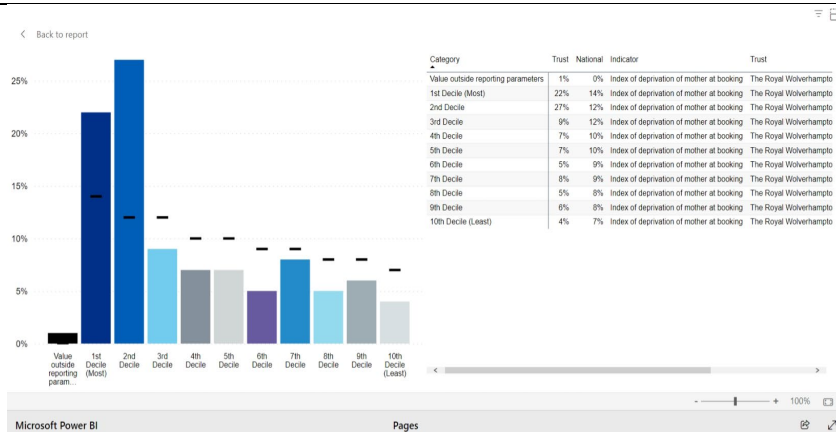 Back to report
25%
20%
15%
10%
5%
0%
Value outside reporting param...
1st Decile (Most)
2nd Decile
3rd Decile
4th Decile
5th Decile
6th Decile
7th Decile
8th Decile
9th Decile
10th Decile (Least)
Category Trust National Indicator Trust
Value outside reporting parameters 1% 0% Index of deprivation of mother at booking The Royal Wolverhampto
1st Decile (Most) 22% 14% Index of deprivation of mother at booking The Royal Wolverhampto
2nd Decile 27% 12% Index of deprivation of mother at booking The Royal Wolverhampto
3rd Decile 9% 12% Index of deprivation of mother at booking The Royal Wolverhampto
4th Decile 7% 10% Index of deprivation of mother at booking The Royal Wolverhampto
5th Decile 7% 10% Index of deprivation of mother at booking The Royal Wolverhampto
6th Decile 5% 9% Index of deprivation of mother at booking The Royal Wolverhampto
7th Decile 8% 9% Index of deprivation of mother at booking The Royal Wolverhampto
8th Decile 5% 8% Index of deprivation of mother at booking The Royal Wolverhampto
9th Decile 6% 8% Index of deprivation of mother at booking The Royal Wolverhampto
10th Decile (Least) 4% 7% Index of deprivation of mother at booking The Royal Wolverhampto
- + 100%
Microsoft Power BI Pages